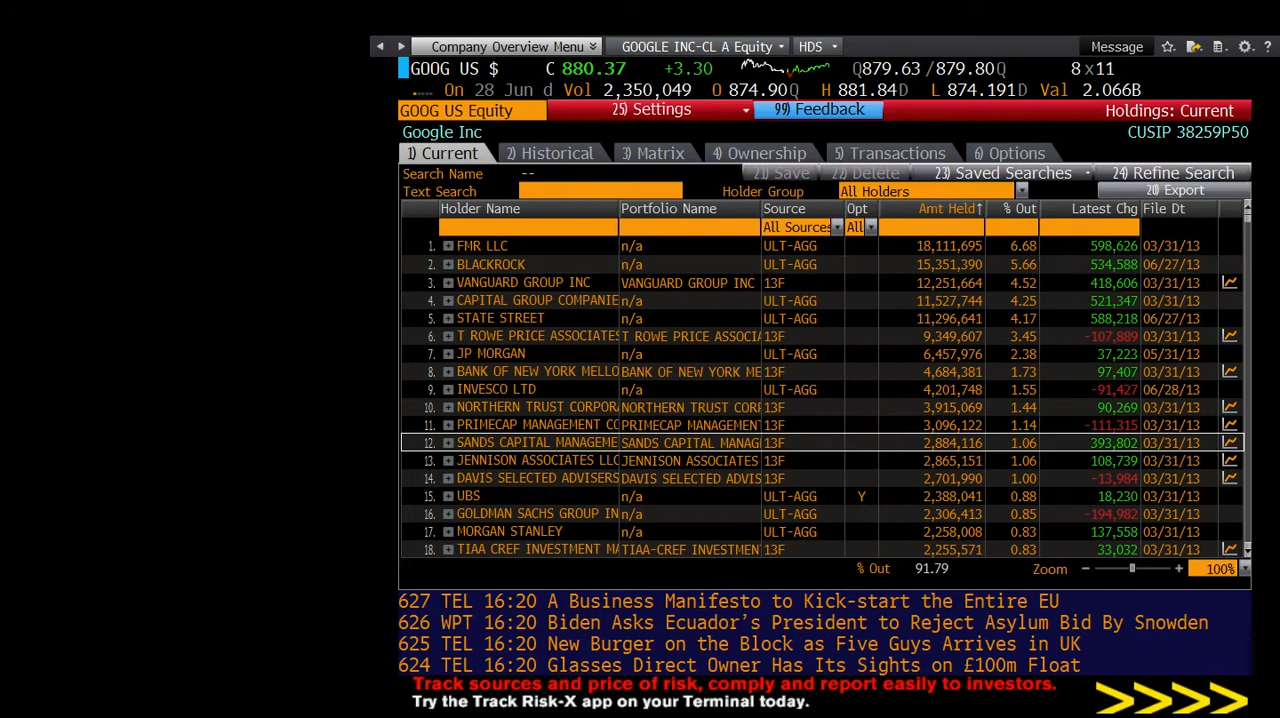 Company Overview Menu GOOGLE INC-CL A Equity HDS Message ?
GOOG US $ C 880.37 +3.30 Q879.63 /879.80Q 8 x11
On 28 Jun d Vol 2,350,049 O 874.90Q H 881.84D L 874.191D Val 2.066B
GOOG US Equity 25) Settings 99) Feedback Holdings: Current
Google Inc CUSIP 38259P50
1) Current 2) Historical 3) Matrix 4) Ownership 5) Transactions 6) Options
Search Name -- 21) Save 22) Delete 23) Saved Searches 24) Refine Search
Text Search Holder Group All Holders 20) Export
Holder Name Portfolio Name Source Opt Amt Held↑ % Out Latest Chg File Dt
All Sources All
1. FMR LLC n/a ULT-AGG 18,111,695 6.68 598,626 03/31/13
2. BLACKROCK n/a ULT-AGG 15,351,390 5.66 534,588 06/27/13
3. VANGUARD GROUP INC VANGUARD GROUP INC 13F 12,251,664 4.52 418,606 03/31/13
4. CAPITAL GROUP COMPANIE n/a ULT-AGG 11,527,744 4.25 521,347 03/31/13
5. STATE STREET n/a ULT-AGG 11,296,641 4.17 588,218 06/27/13
6. T ROWE PRICE ASSOCIATES T ROWE PRICE ASSOCIA 13F 9,349,607 3.45 -107,889 03/31/13
7. JP MORGAN n/a ULT-AGG 6,457,976 2.38 37,223 05/31/13
8. BANK OF NEW YORK MELLO BANK OF NEW YORK ME 13F 4,684,381 1.73 97,407 03/31/13
9. INVESCO LTD n/a ULT-AGG 4,201,748 1.55 -91,427 06/28/13
10. NORTHERN TRUST CORPORA NORTHERN TRUST CORP 13F 3,915,069 1.44 90,269 03/31/13
11. PRIMECAP MANAGEMENT CO PRIMECAP MANAGEMENT 13F 3,096,122 1.14 -111,315 03/31/13
12. SANDS CAPITAL MANAGEME SANDS CAPITAL MANAG 13F 2,884,116 1.06 393,802 03/31/13
13. JENNISON ASSOCIATES LLC JENNISON ASSOCIATES 13F 2,865,151 1.06 108,739 03/31/13
14. DAVIS SELECTED ADVISERS DAVIS SELECTED ADVIS 13F 2,701,990 1.00 -13,984 03/31/13
15. UBS n/a ULT-AGG Y 2,388,041 0.88 18,230 03/31/13
16. GOLDMAN SACHS GROUP IN n/a ULT-AGG 2,306,413 0.85 -194,982 03/31/13
17. MORGAN STANLEY n/a ULT-AGG 2,258,008 0.83 137,558 03/31/13
18. TIAA CREF INVESTMENT MA TIAA-CREF INVESTMEN 13F 2,255,571 0.83 33,032 03/31/13
% Out 91.79 Zoom − + 100%
627 TEL 16:20 A Business Manifesto to Kick-start the Entire EU
626 WPT 16:20 Biden Asks Ecuador's President to Reject Asylum Bid By Snowden
625 TEL 16:20 New Burger on the Block as Five Guys Arrives in UK
624 TEL 16:20 Glasses Direct Owner Has Its Sights on £100m Float
Track sources and price of risk, comply and report easily to investors.
Try the Track Risk-X app on your Terminal today.